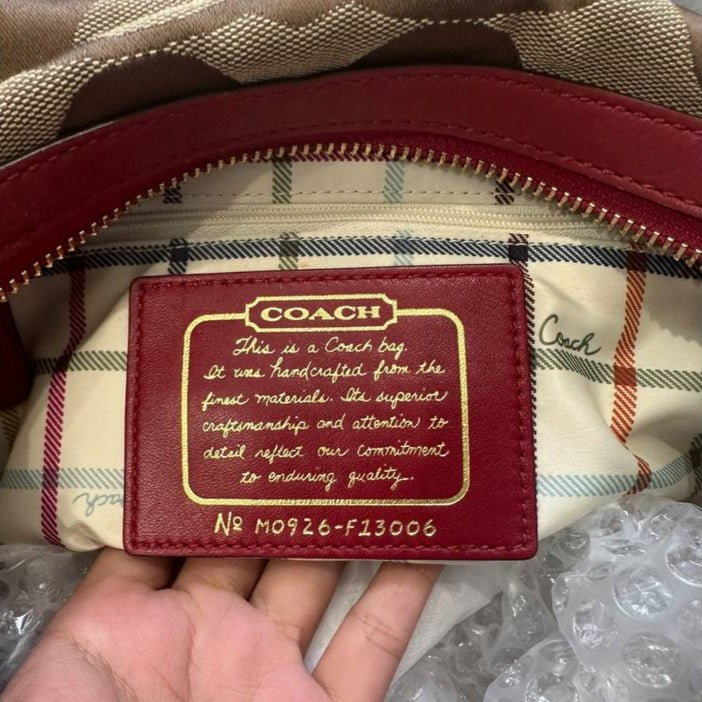 COACH
This is a Coach bag.
It was handcrafted from the
finest materials. Its superior
craftsmanship and attention to
detail reflect our commitment
to enduring quality.
Nº M0926-F13006
Coach
Coach